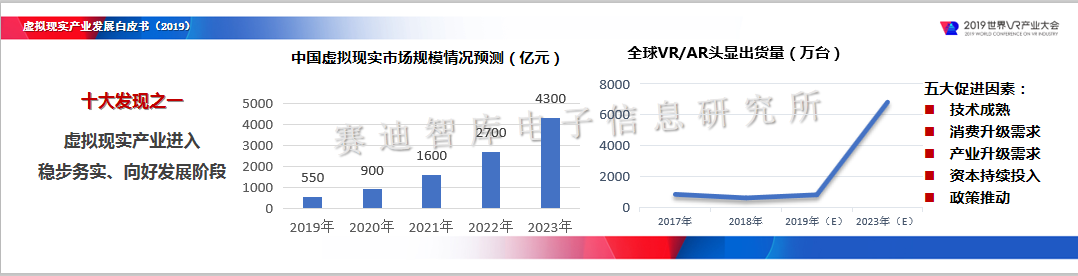 虚拟现实产业发展白皮书（2019）
2019世界VR产业大会
2019 WORLD CONFERENCE ON VR INDUSTRY
十大发现之一
虚拟现实产业进入
稳步务实、向好发展阶段
中国虚拟现实市场规模情况预测（亿元）
5000
4000
3000
2000
1000
0
550
900
1600
2700
4300
2019年
2020年
2021年
2022年
2023年
全球VR/AR头显出货量（万台）
8000
6000
4000
2000
0
2017年
2018年
2019年（E）
2023年（E）
赛迪智库电子信息研究所
五大促进因素：
技术成熟
消费升级需求
产业升级需求
资本持续投入
政策推动